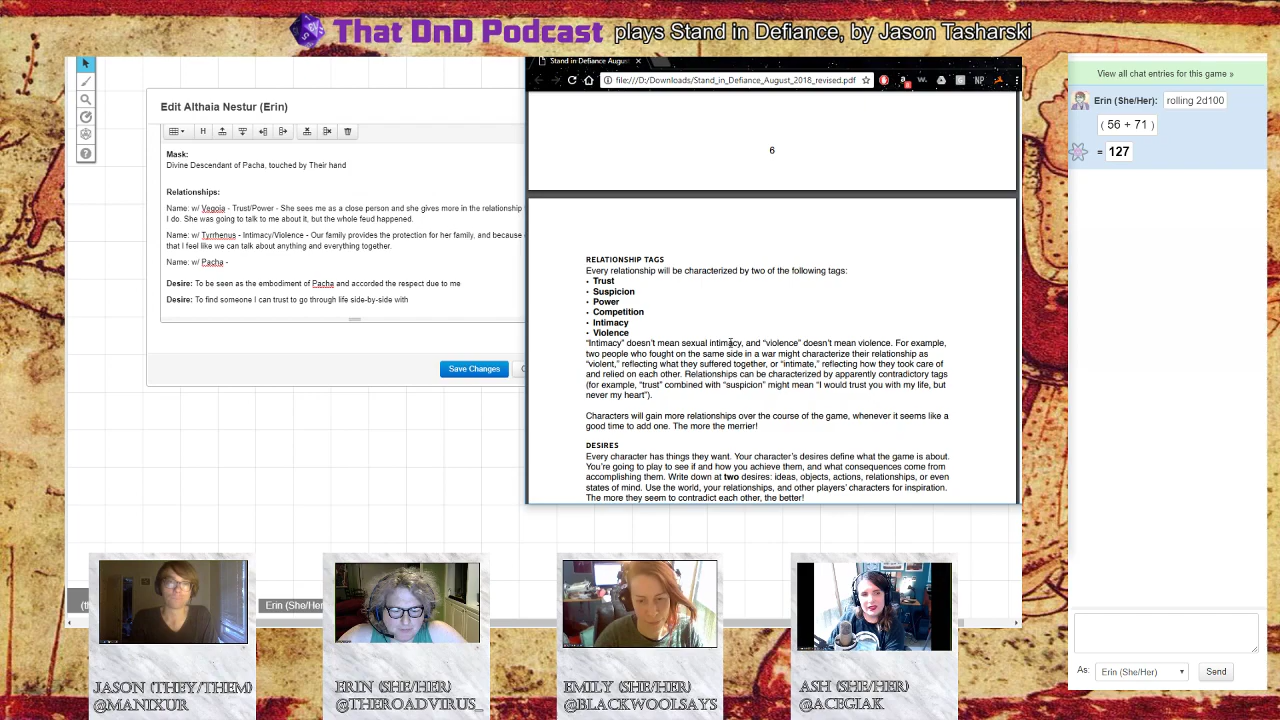 That DnD Podcast plays Stand in Defiance, by Jason Tasharski
Stand in Defiance Augus
file:///D:/Downloads/Stand_in_Defiance_August_2018_revised.pdf
Edit Althaia Nestur (Erin)
H
Mask:
Divine Descendant of Pacha, touched by Their hand
Relationships:
Name: w/ Vegoia - Trust/Power - She sees me as a close person and she gives more in the relationship
I do. She was going to talk to me about it, but the whole feud happened.
Name: w/ Tyrrhenus - Intimacy/Violence - Our family provides the protection for her family, and because
that I feel like we can talk about anything and everything together.
Name: w/ Pacha -
Desire: To be seen as the embodiment of Pacha and accorded the respect due to me
Desire: To find someone I can trust to go through life side-by-side with
Save Changes
6
RELATIONSHIP TAGS
Every relationship will be characterized by two of the following tags:
• Trust
• Suspicion
• Power
• Competition
• Intimacy
• Violence
“Intimacy” doesn’t mean sexual intimacy, and “violence” doesn’t mean violence. For example,
two people who fought on the same side in a war might characterize their relationship as
“violent,” reflecting what they suffered together, or “intimate,” reflecting how they took care of
and relied on each other. Relationships can be characterized by apparently contradictory tags
(for example, “trust” combined with “suspicion” might mean “I would trust you with my life, but
never my heart”).
Characters will gain more relationships over the course of the game, whenever it seems like a
good time to add one. The more the merrier!
DESIRES
Every character has things they want. Your character’s desires define what the game is about.
You’re going to play to see if and how you achieve them, and what consequences come from
accomplishing them. Write down at two desires: ideas, objects, actions, relationships, or even
states of mind. Use the world, your relationships, and other players’ characters for inspiration.
The more they seem to contradict each other, the better!
View all chat entries for this game »
Erin (She/Her): rolling 2d100
( 56 + 71 )
= 127
As: Erin (She/Her) Send
Erin (She/Her
JASON (THEY/THEM)
@MANDJUR
ERIN (SHE/HER)
@THEROADVIRUS_
EMILY (SHE/HER)
@BLACKWOOLSAYS
ASH (SHE/HER)
@ACEGIAK